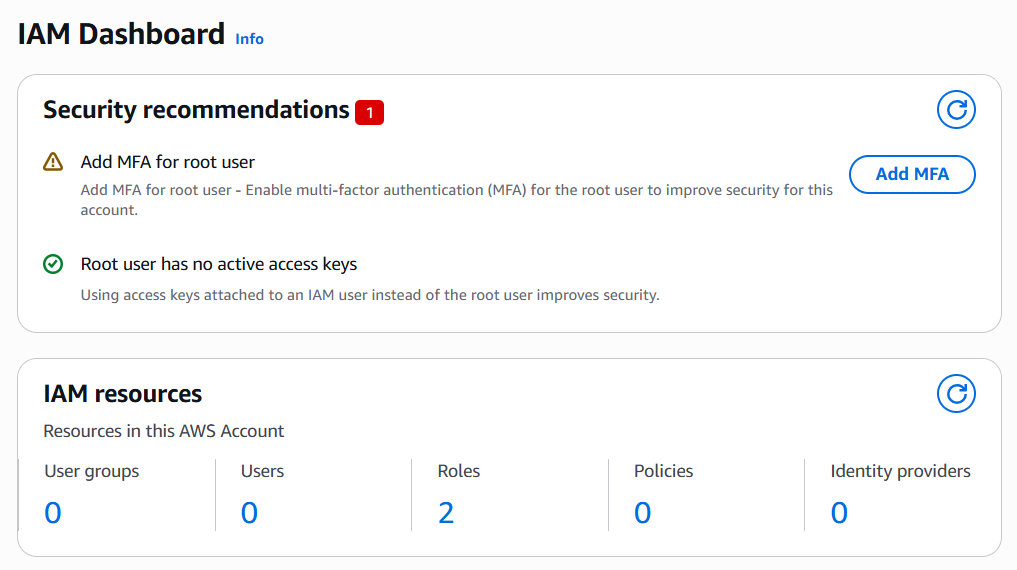 IAM Dashboard Info
Security recommendations 1
Add MFA for root user
Add MFA for root user - Enable multi-factor authentication (MFA) for the root user to improve security for this
account.
Add MFA
Root user has no active access keys
Using access keys attached to an IAM user instead of the root user improves security.
IAM resources
Resources in this AWS Account
User groups
0
Users
0
Roles
2
Policies
0
Identity providers
0